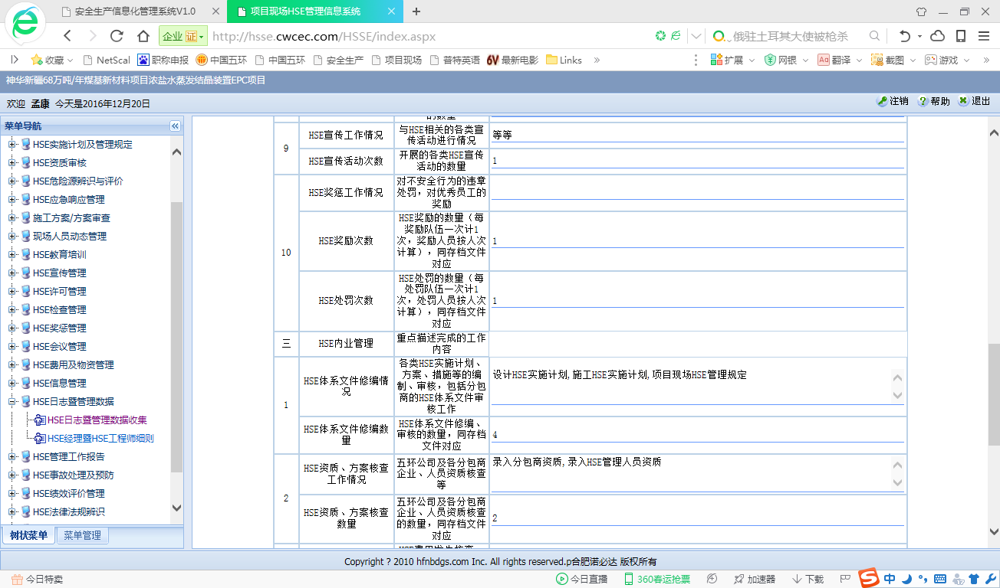 安全生产信息化管理系统V1.0
项目现场HSE管理信息系统
企业 证
http://hsse.cwcec.com/HSSE/index.aspx
俄驻土耳其大使被枪杀
收藏 NetScal 职称申报 中国五环 中国五环 安全生产 项目现场 普特英语 6V 最新电影 Links » 扩展 网银 Aa 翻译 截图 游戏 »
神华新疆68万吨/年煤基新材料项目浓盐水蒸发结晶装置EPC项目
欢迎 孟康 今天是2016年12月20日
注销 帮助 退出
菜单导航
HSE实施计划及管理规定
HSE资质审核
HSE危险源辨识与评价
HSE应急响应管理
施工方案/方案审查
现场人员动态管理
HSE教育培训
HSE宣传管理
HSE许可管理
HSE检查管理
HSE奖惩管理
HSE会议管理
HSE费用及物资管理
HSE信息管理
HSE日志暨管理数据
HSE日志暨管理数据收集
HSE经理暨HSE工程师细则
HSE管理工作报告
HSE事故处理及预防
HSE绩效评价管理
HSE法律法规辨识
树状菜单 菜单管理
的数量
9
HSE宣传工作情况
与HSE相关的各类宣
传活动进行情况
等等
HSE宣传活动次数
开展的各类HSE宣传
活动的数量
1
10
HSE奖惩工作情况
对不安全行为的违章
处罚，对优秀员工的
奖励
HSE奖励次数
HSE奖励的数量（每
奖励队伍一次计1
次，奖励人员按人次
计算），同存档文件
对应
1
HSE处罚次数
HSE处罚的数量（每
处罚队伍一次计1
次，处罚人员按人次
计算），同存档文件
对应
1
三
HSE内业管理
重点描述完成的工作
内容
1
HSE体系文件修编情
况
各类HSE实施计划、
方案、措施等的编
制、审核，包括分包
商的HSE体系文件审
核工作
设计HSE实施计划,施工HSE实施计划,项目现场HSE管理规定
HSE体系文件修编数
量
HSE体系文件修编、
审核的数量，同存档
文件对应
4
2
HSE资质、方案核查
工作情况
五环公司及各分包商
企业、人员资质核查
等
录入分包商资质,录入HSE管理人员资质
HSE资质、方案核查
数量
五环公司及各分包商
企业、人员资质核查
的数量，同存档文件
对应
2
Copyright ? 2010 hfnbdgs.com Inc. All rights reserved.p合肥诺必达 版权所有
今日特卖
今日直播 360春运抢票 加速器 下载
中